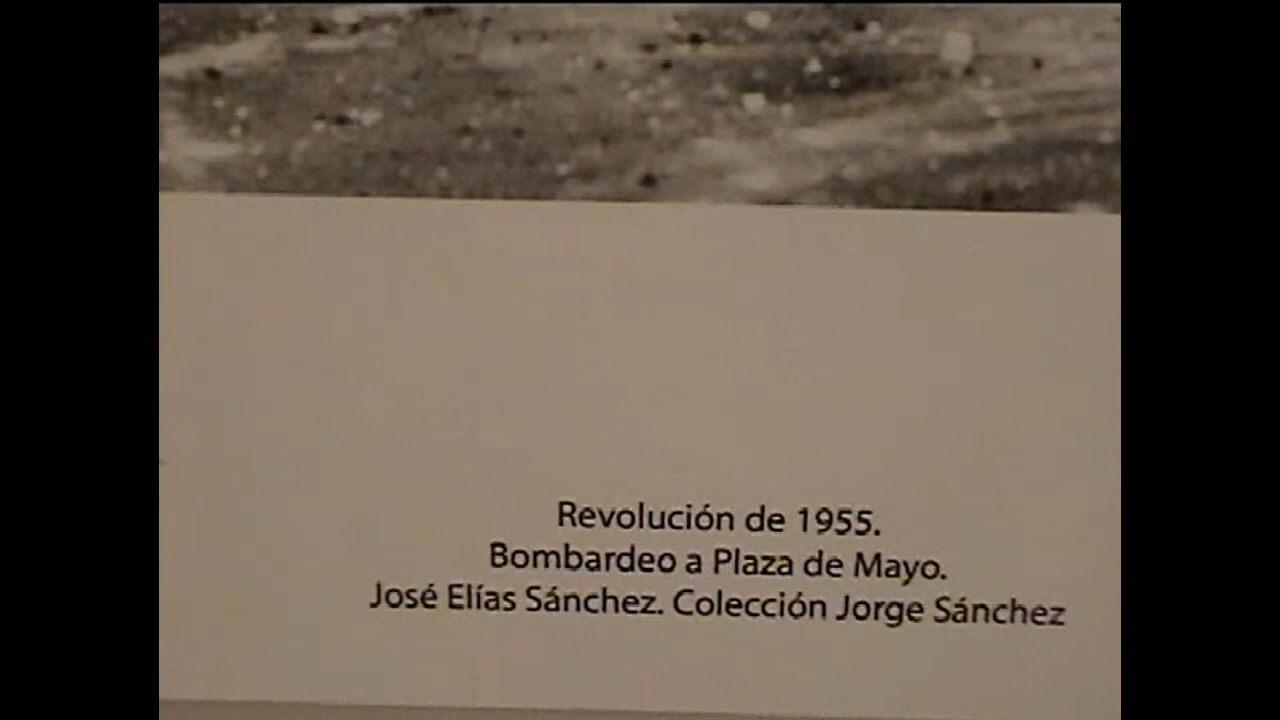 Revolución de 1955.
Bombardeo a Plaza de Mayo.
José Elías Sánchez. Colección Jorge Sánchez